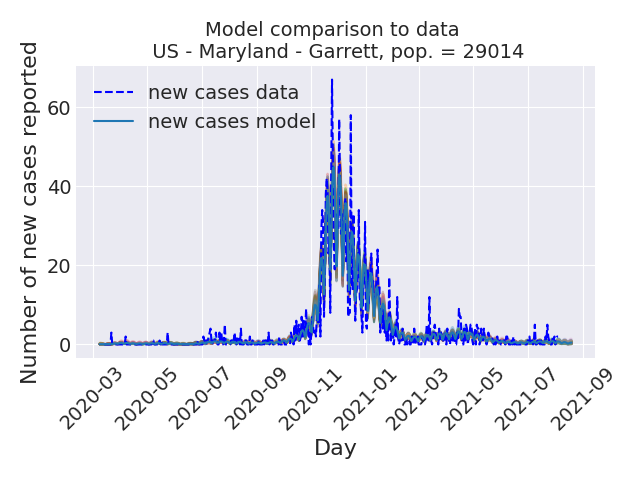 Model comparison to data
US - Maryland - Garrett, pop. = 29014
Number of new cases reported
new cases data
new cases model
60
40
20
0
2020-03
2020-05
2020-07
2020-09
2020-11
2021-01
2021-03
2021-05
2021-07
2021-09
Day